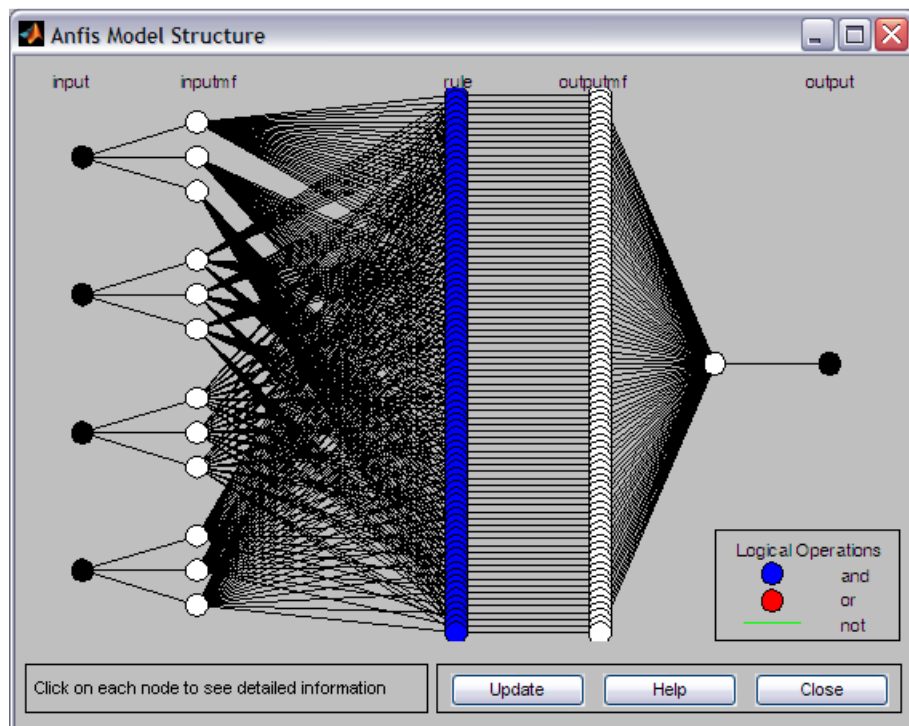 Anfis Model Structure
input inputmf rule outputmf output
Logical Operations
and
or
not
Click on each node to see detailed information
Update Help Close